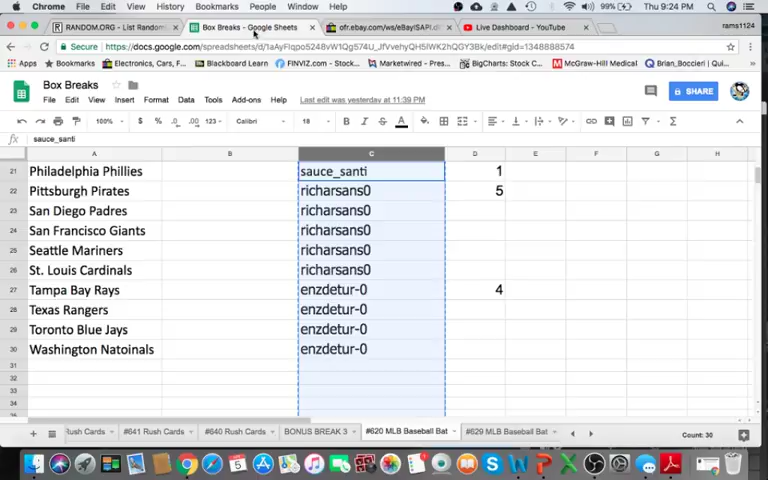 Chrome File Edit View History Bookmarks People Window Help 99% Thu 9:24 PM
RANDOM.ORG - List Random Box Breaks - Google Sheets ofr.ebay.com/ws/eBayISAPI.dl Live Dashboard - YouTube rams1124
Secure https://docs.google.com/spreadsheets/d/
Apps Bookmarks Electronics, Cars, F... Blackboard Learn FINVIZ.com - Stock... Marketwired - Pres... BigCharts: Stock C... McGraw-Hill Medical Brian_Boccieri | Qui...
Box Breaks
SHARE
File Edit View Insert Format Data Tools Add-ons Help Last edit was yesterday at 11:39 PM
100% $ % .0 .00 123 Calibri 18 B I S A
fx sauce_santi
A B C D E F G H
21 Philadelphia Phillies sauce_santi 1
22 Pittsburgh Pirates richarsans0 5
23 San Diego Padres richarsans0
24 San Francisco Giants richarsans0
25 Seattle Mariners richarsans0
26 St. Louis Cardinals richarsans0
27 Tampa Bay Rays enzdetur-0 4
28 Texas Rangers enzdetur-0
29 Toronto Blue Jays enzdetur-0
30 Washington Natoinals enzdetur-0
31
32
33
34
Rush Cards #641 Rush Cards #640 Rush Cards BONUS BREAK 3 #620 MLB Baseball Bat #629 MLB Baseball Bat Count: 30